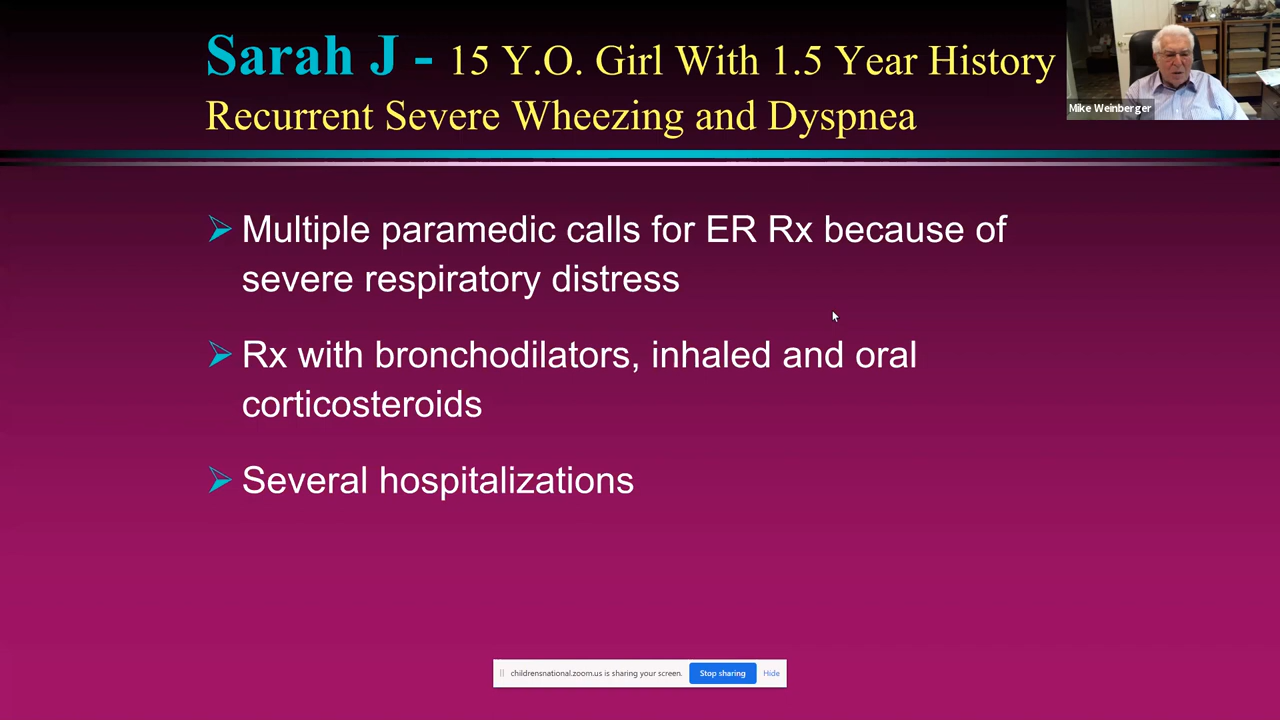 Sarah J - 15 Y.O. Girl With 1.5 Year History
Recurrent Severe Wheezing and Dyspnea
Mike Weinberger
Multiple paramedic calls for ER Rx because of
severe respiratory distress
Rx with bronchodilators, inhaled and oral
corticosteroids
Several hospitalizations
childrensnational.zoom.us is sharing your screen. Stop sharing Hide